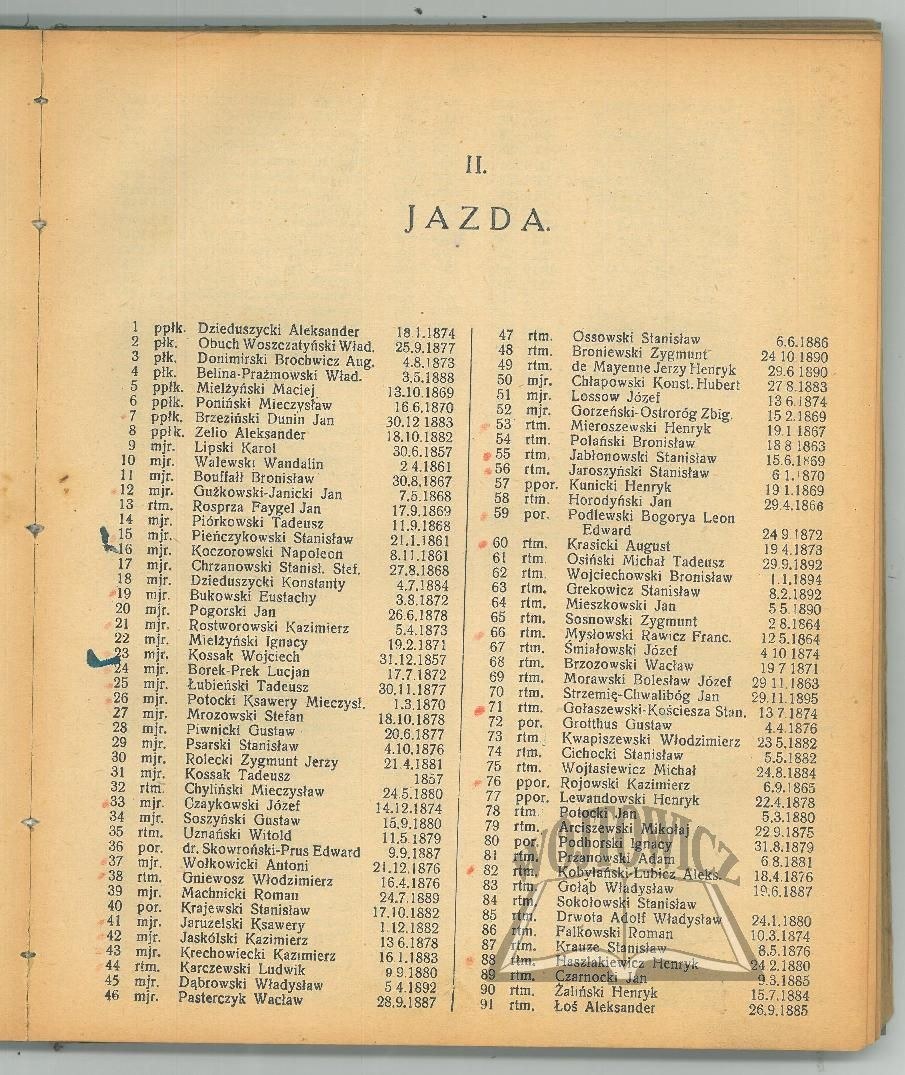 II.
JAZDA.
1 ppłk. Dzieduszycki Aleksander 18.1.1874
2 płk. Obuch Woszczatyński Wład. 25.9.1877
3 płk. Donimirski Brochwicz Aug. 4.8.1873
4 płk. Belina-Prażmowski Wład. 3.5.1888
5 ppłk. Mielżyński Maciej 13.10.1869
6 ppłk. Poniński Mieczysław 16.6.1870
7 ppłk. Brzeziński Dunin Jan 30.12 1883
8 ppłk. Zelio Aleksander 18.10.1882
9 mjr. Lipski Karol 30.6.1857
10 mjr. Walewski Wandalin 2 4.1861
11 mjr. Bouffałł Bronisław 30.8.1867
12 mjr. Gużkowski-Janicki Jan 7.5.1868
13 rtm. Rosprza Faygel Jan 17.9.1869
14 mjr. Piórkowski Tadeusz 11.9.1868
15 mjr. Pieńczykowski Stanisław 21.1.1861
16 mjr. Koczorowski Napoleon 8.11.1861
17 mjr. Chrzanowski Stanisł. Stef. 27.8.1868
18 mjr. Dzieduszycki Konstanty 4.7.1884
19 mjr. Bukowski Eustachy 3.8.1872
20 mjr. Pogorski Jan 26.6.1878
21 mjr. Rostworowski Kazimierz 5.4.1873
22 mjr. Mielżyński Ignacy 19.2.1871
23 mjr. Kossak Wojciech 31.12.1857
24 mjr. Borek-Prek Lucjan 17.7.1872
25 mjr. Łubieński Tadeusz 30.11.1877
26 mjr. Potocki Ksawery Mieczysł. 1.3.1870
27 mjr. Mrozowski Stefan 18.10.1878
28 mjr. Piwnicki Gustaw 20.6.1877
29 mjr. Psarski Stanisław 4.10.1876
30 mjr. Rolecki Zygmunt Jerzy 21.4.1881
31 mjr. Kossak Tadeusz 1857
32 rtm. Chyliński Mieczysław 24.5.1880
33 mjr. Czaykowski Józef 14.12.1874
34 mjr. Soszyński Gustaw 15.9.1880
35 rtm. Uznański Witold 11.5.1879
36 por. dr. Skowroński-Prus Edward 9.9.1887
37 mjr. Wołkowicki Antoni 21.12.1876
38 rtm. Gniewosz Włodzimierz 16.4.1876
39 mjr. Machnicki Roman 24.7.1889
40 por. Krajewski Stanisław 17.10.1882
41 mjr. Jaruzelski Ksawery 1.12.1882
42 mjr. Jaskólski Kazimierz 13 6.1878
43 mjr. Krechowiecki Kazimierz 16 1.1883
44 rtm. Karczewski Ludwik 9 9.1880
45 mjr. Dąbrowski Władysław 5 4.1892
46 mjr. Pasterczyk Wacław 28.9.1887
47 rtm. Ossowski Stanisław 6.6.1886
48 rtm. Broniewski Zygmunt 24 10 1890
49 rtm. de Mayenne Jerzy Henryk 29.6 1890
50 mjr. Chłapowski Konst. Hubert 27 8.1883
51 mjr. Lossow Józef 13 6.1874
52 mjr. Gorzeński-Ostroróg Zbig. 15 2.1869
53 rtm. Mieroszewski Henryk 19.1 1867
54 rtm. Polański Bronisław 18 8 1863
55 rtm. Jabłonowski Stanisław 15.6.1869
56 rtm. Jaroszyński Stanisław 6 1.1870
57 ppor. Kunicki Henryk 19 1.1869
58 rtm. Horodyński Jan 29.4.1866
59 por. Podlewski Bogorya Leon
Edward 24 9 1872
60 rtm. Krasicki August 19 4.1873
61 rtm. Osiński Michał Tadeusz 29.9.1892
62 rtm. Wojciechowski Bronisław 1.1.1894
63 rtm. Grekowicz Stanisław 8.2.1892
64 rtm. Mieszkowski Jan 5 5.1890
65 rtm. Sosnowski Zygmunt 2 8.1864
66 rtm. Mysłowski Rawicz Franc. 12 5.1864
67 rtm. Śmiałowski Józef 4 10 1874
68 rtm. Brzozowski Wacław 19 7 1871
69 rtm. Morawski Bolesław Józef 29 11.1863
70 rtm. Strzemię-Chwalibóg Jan 29.11.1895
71 rtm. Gołaszewski-Kościesza Stan. 13 7.1874
72 por. Grotthus Gustaw 4.4.1876
73 rtm. Kwapiszewski Włodzimierz 23 5.1882
74 rtm. Cichocki Stanisław 5.5.1882
75 rtm. Wojtasiewicz Michał 24.8.1884
76 ppor. Rojowski Kazimierz 6.9.1865
77 ppor. Lewandowski Henryk 22.4.1878
78 rtm. Potocki Jan 5.3.1880
79 rtm. Arciszewski Mikołaj 22 9.1875
80 por. Podhorski Ignacy 31.8.1879
81 rtm. Przanowski Adam 6 8.1881
82 rtm. Kobylański-Lubicz Aleks. 18.4.1876
83 rtm. Gołąb Władysław 19.6.1887
84 rtm. Sokołowski Stanisław
85 rtm. Drwota Adolf Władysław 24.1.1880
86 rtm. Falkowski Roman 10.3.1874
87 rtm. Krauze Stanisław 8.5.1876
88 rtm. Haszlakiewicz Henryk 24 2.1880
89 rtm. Czarnocki Jan 9.3.1885
90 rtm. Żaliński Henryk 15.7.1884
91 rtm. Łoś Aleksander 26.9.1885
WÓJTOWICZ